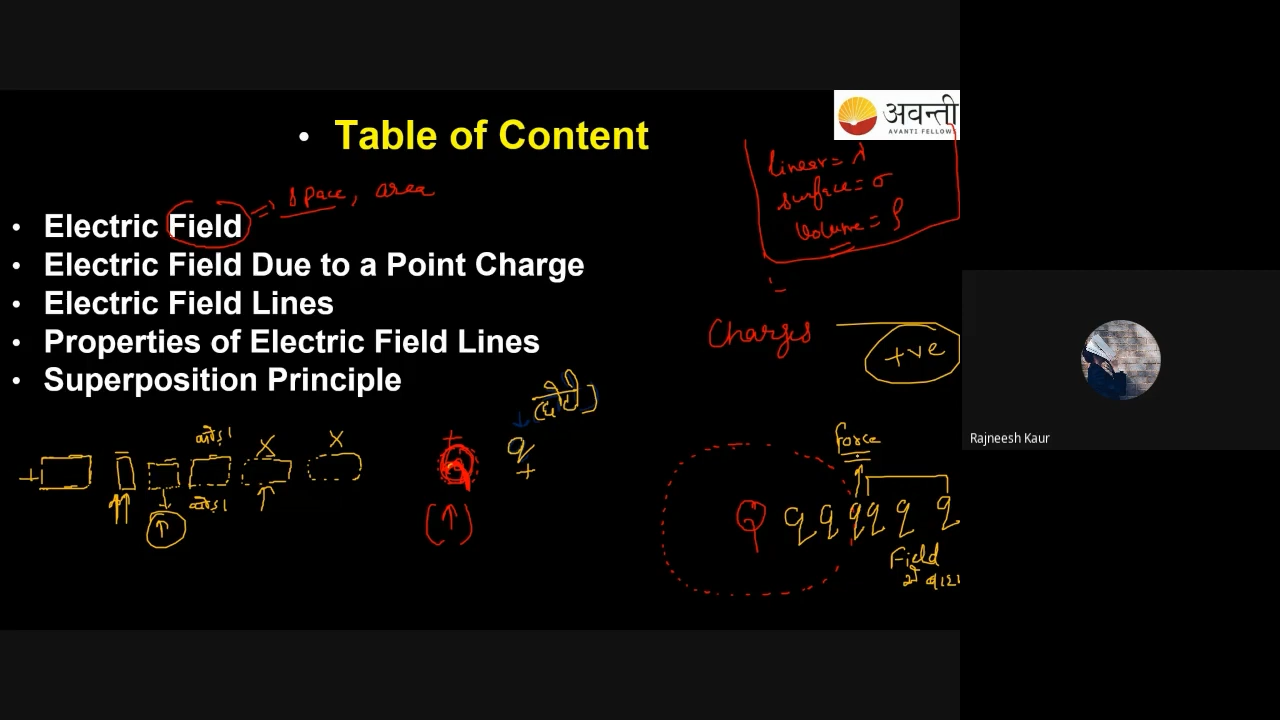 अवन्ती
AVANTI FELLOW
• Table of Content
linear = λ
surface = σ
volume = ρ
⇒ space, area
• Electric Field
• Electric Field Due to a Point Charge
• Electric Field Lines
• Properties of Electric Field Lines
• Superposition Principle
Charges
+ve
q
+
force
Q q q q q q q
Field
Rajneesh Kaur